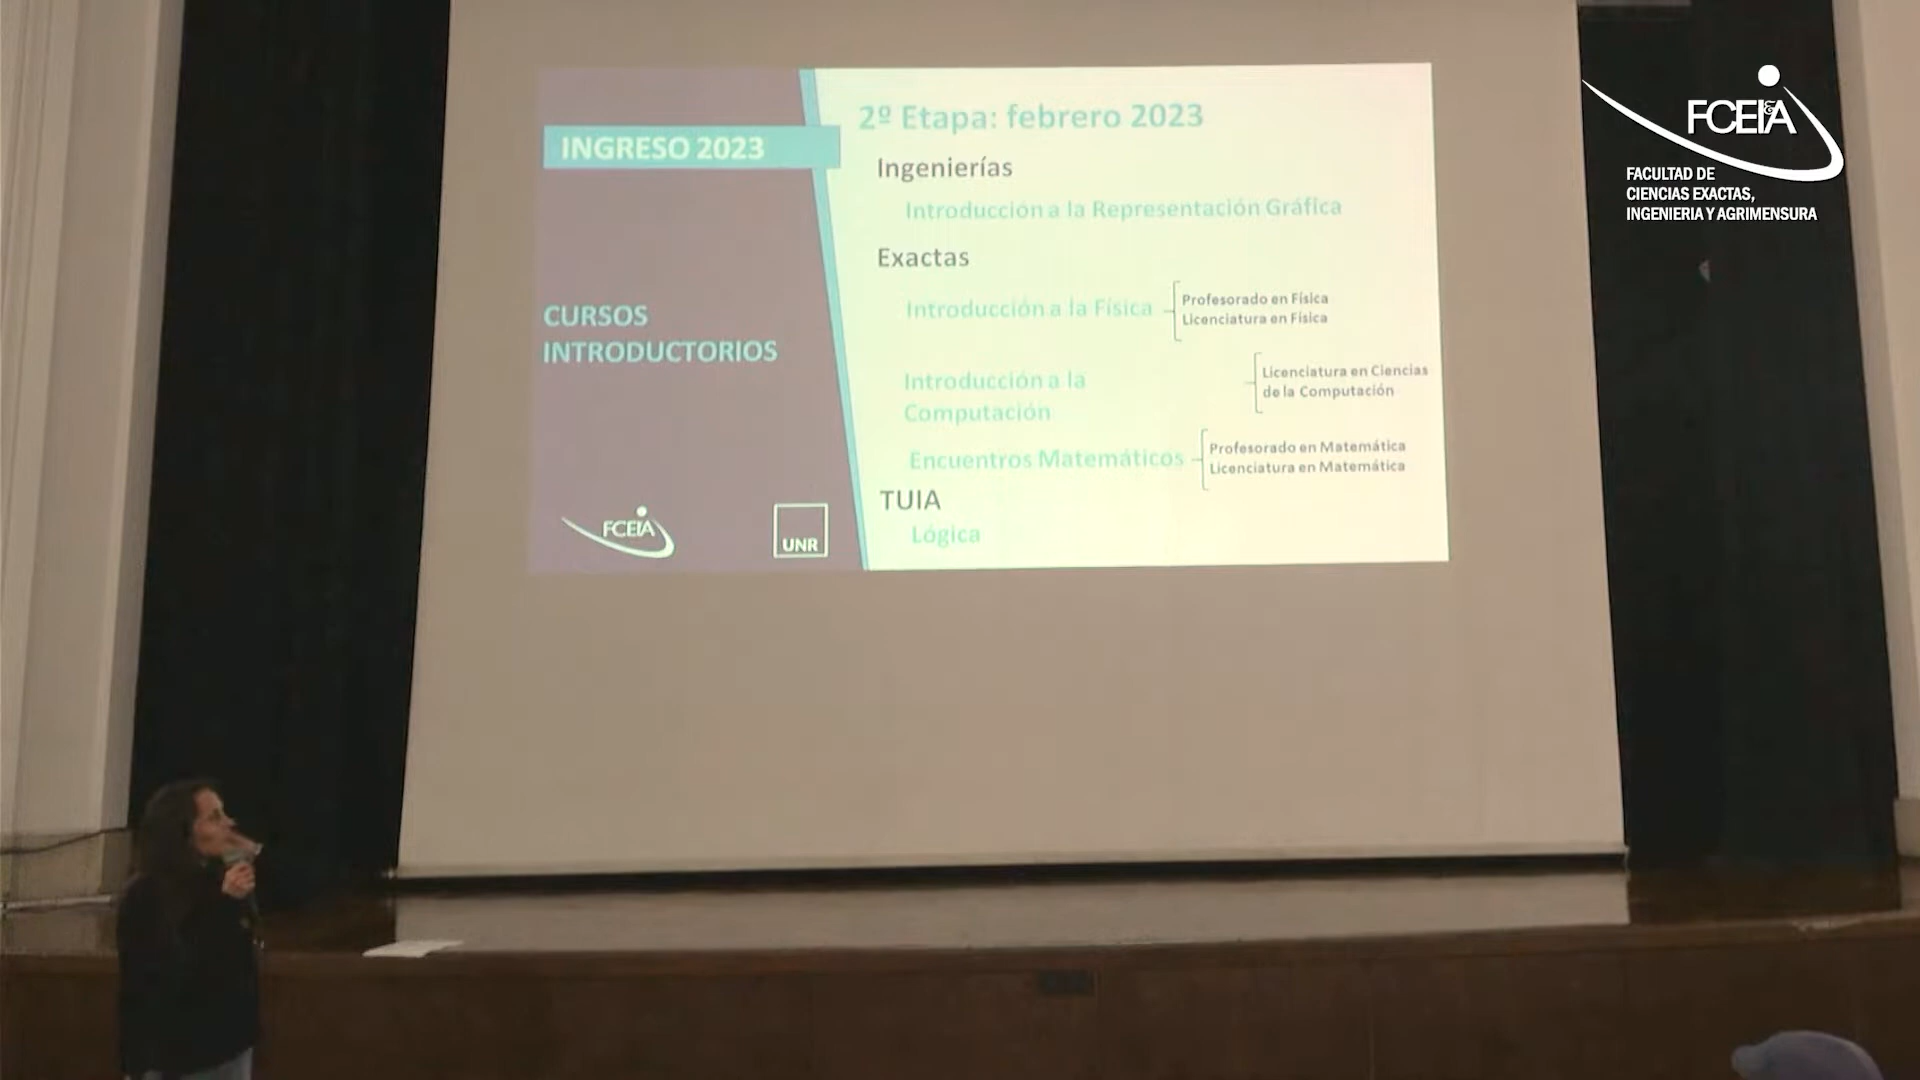 INGRESO 2023
CURSOS
INTRODUCTORIOS
FCEIA
UNR
2º Etapa: febrero 2023
Ingenierías
Introducción a la Representación Gráfica
Exactas
Introducción a la Física
Profesorado en Física
Licenciatura en Física
Introducción a la
Computación
Licenciatura en Ciencias
de la Computación
Encuentros Matemáticos
Profesorado en Matemática
Licenciatura en Matemática
TUIA
Lógica
FCEI&A
FACULTAD DE
CIENCIAS EXACTAS,
INGENIERIA Y AGRIMENSURA